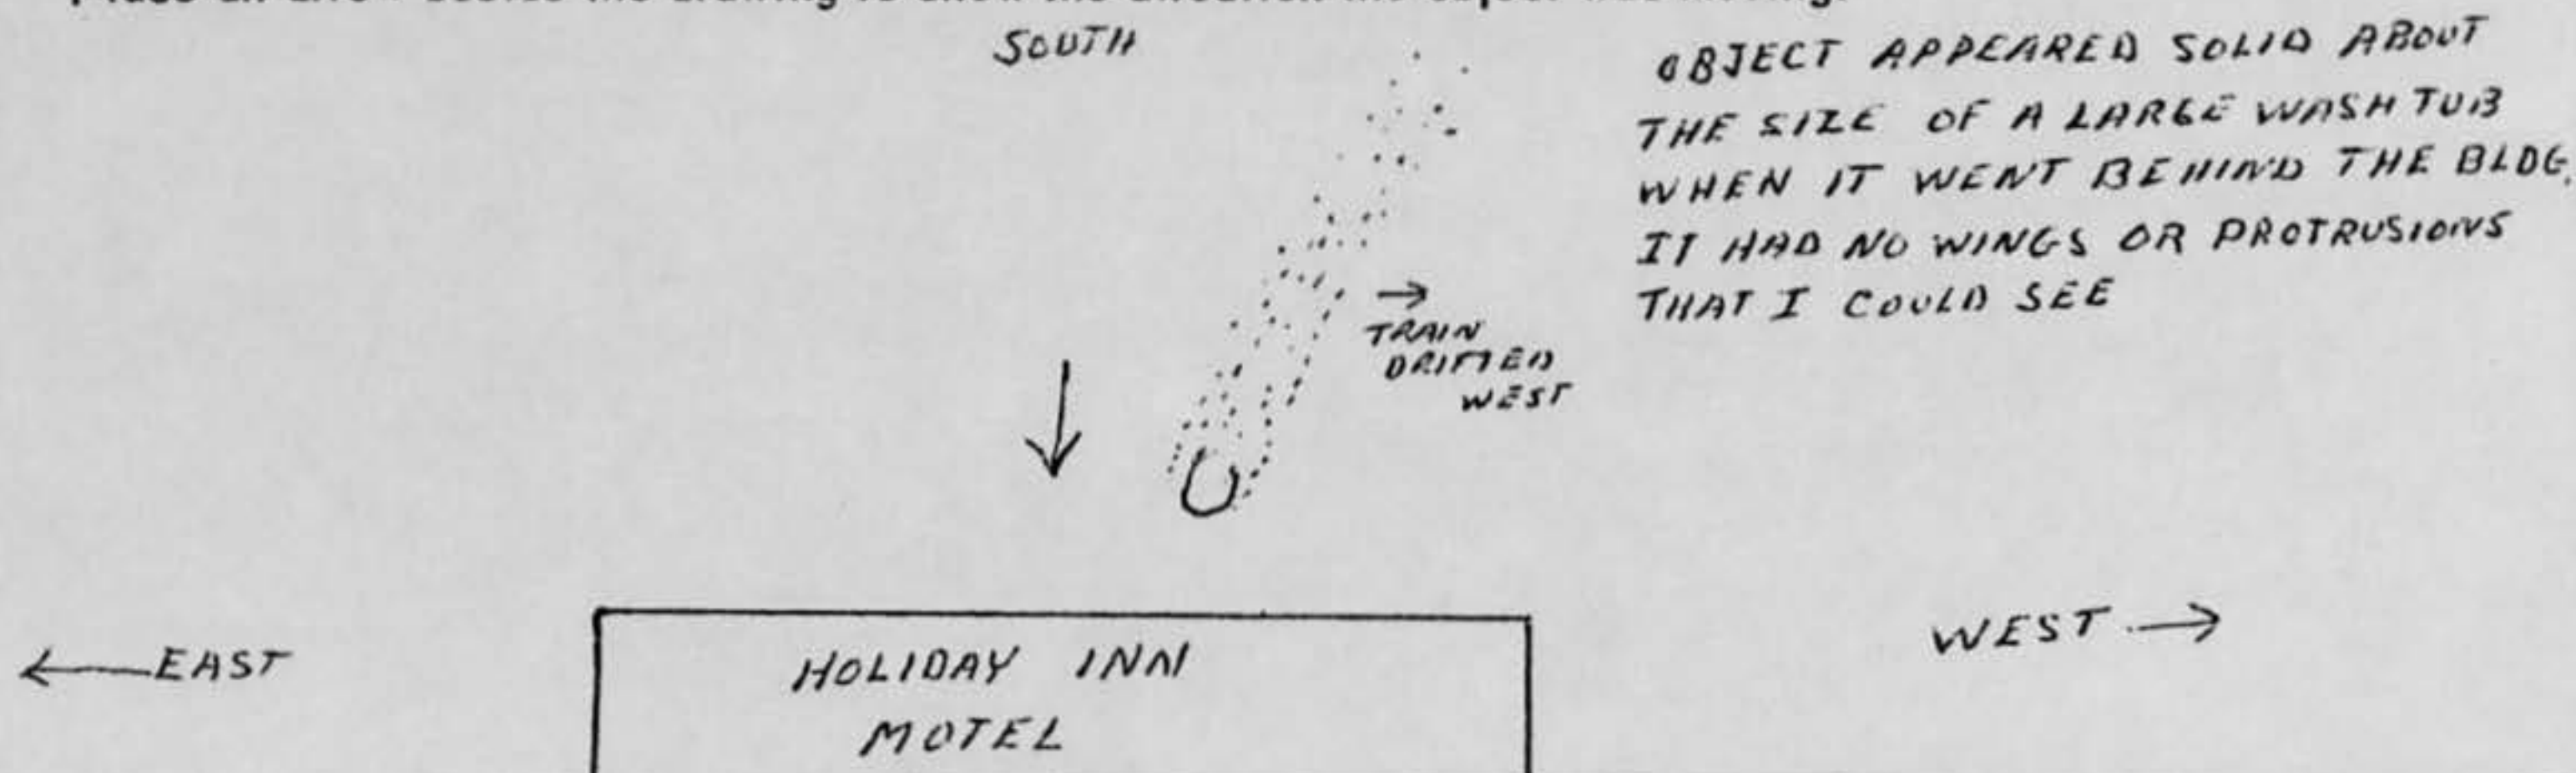 SOUTH
OBJECT APPEARED SOLID ABOUT
THE SIZE OF A LARGE WASH TUB
WHEN IT WENT BEHIND THE BLDG.
IT HAD NO WINGS OR PROTRUSIONS
THAT I COULD SEE
→
TRAIN
DRIFTED
WEST
← EAST
WEST →
HOLIDAY INN
MOTEL